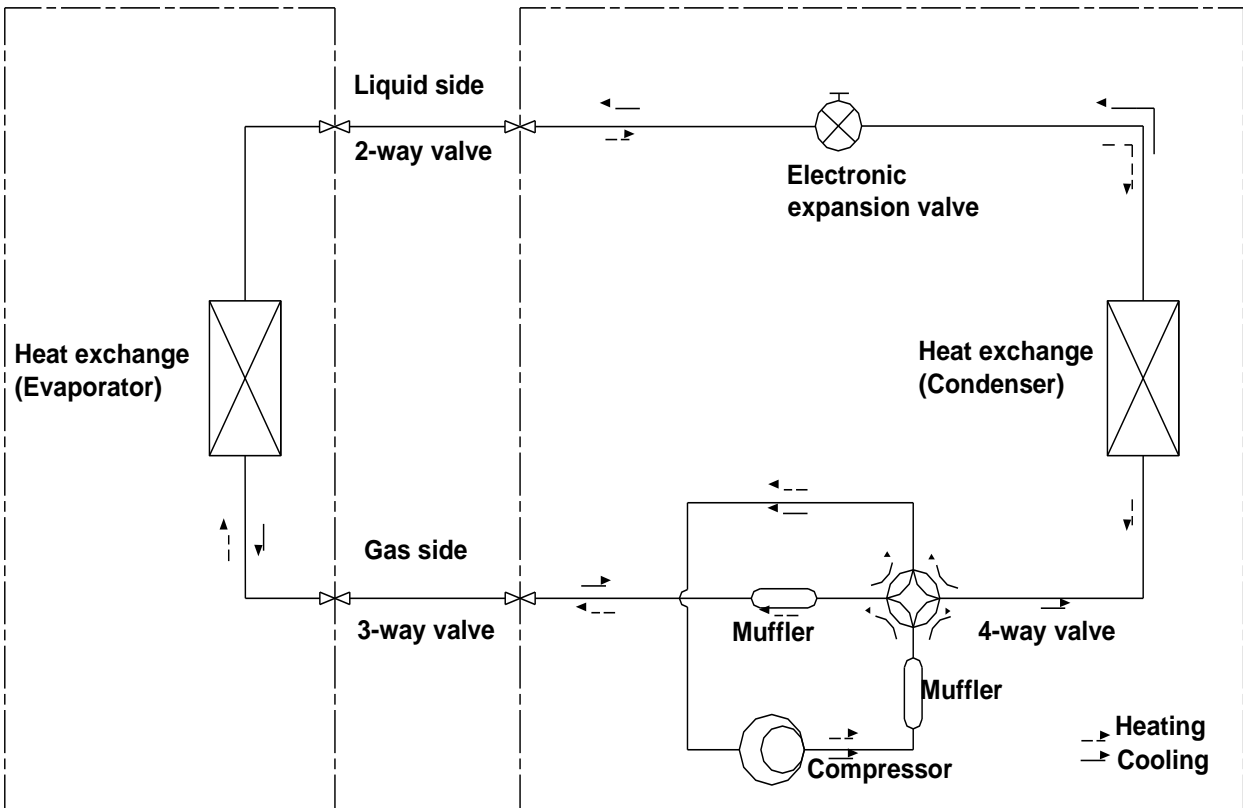 Liquid side
2-way valve
Electronic
expansion valve
Heat exchange
(Evaporator)
Heat exchange
(Condenser)
Gas side
3-way valve
Muffler
4-way valve
Muffler
Compressor
Heating
Cooling